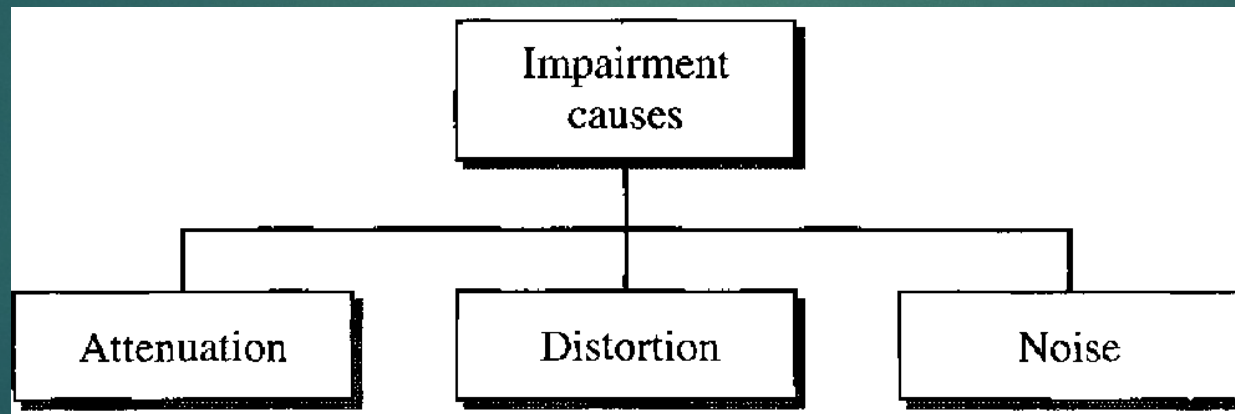 Impairment
causes
Attenuation
Distortion
Noise